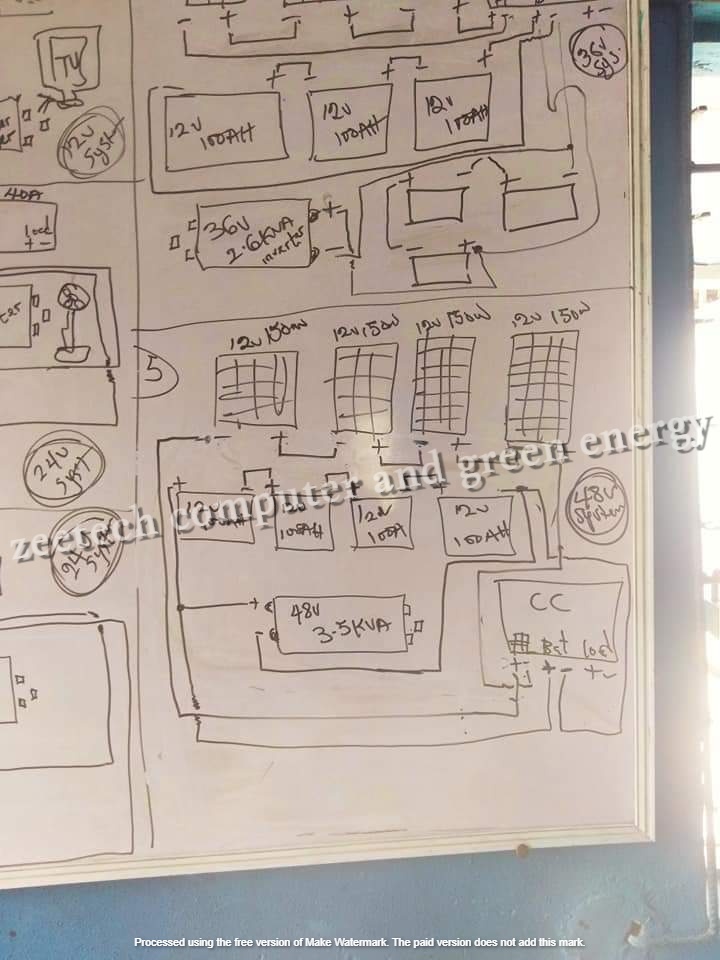 + -
36V
sys.
TV
12V
syst
+ - + -
12V
100AH
12V
100AH
12V
100AH
40A
load
+ -
36V
2.6KVA
inverter
+
-
+ - + -
- +
5
12V 150W
12V 150W
12V 150W
12V 150W
- + - + - + - +
24V
syst
48V
system
12V
100AH
12V
100AH
12V
100A
12V
100AH
zeetech computer and green energy
24V
syst
CC
Bat load
+ - + - + -
48V
3.5KVA
+
-
Processed using the free version of Make Watermark. The paid version does not add this mark.